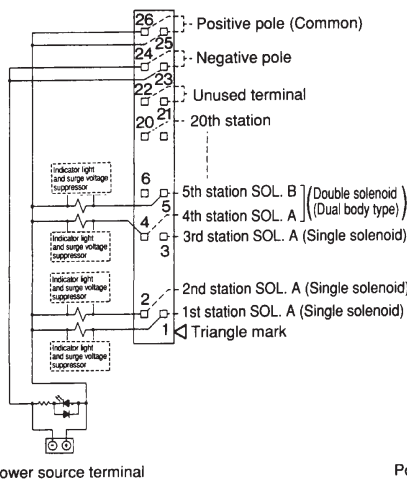 26
Positive pole (Common)
25
24
Negative pole
23
22
Unused terminal
21
20
20th station
Indicator light
and surge voltage
suppressor
6
5th station SOL. B
Double solenoid
5
4th station SOL. A
(Dual body type)
4
3rd station SOL. A (Single solenoid)
Indicator light
and surge voltage
suppressor
3
Indicator light
and surge voltage
suppressor
2nd station SOL. A (Single solenoid)
2
1st station SOL. A (Single solenoid)
1
Triangle mark
Indicator light
and surge voltage
suppressor
ower source terminal
Po